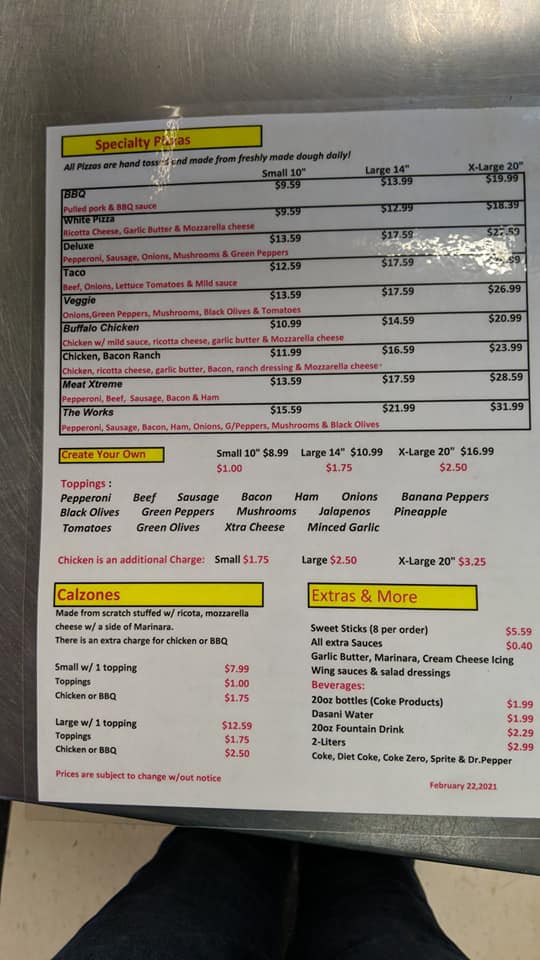 Specialty Pizzas
All Pizzas are hand tossed and made from freshly made dough daily!
Small 10" Large 14" X-Large 20"
BBQ $9.59 $13.99 $19.99
Pulled pork & BBQ sauce
White Pizza $9.59 $12.99 $18.39
Ricotta Cheese, Garlic Butter & Mozzarella cheese
Deluxe $13.59 $17.59
Pepperoni, Sausage, Onions, Mushrooms & Green Peppers
Taco $12.59 $17.59
Beef, Onions, Lettuce Tomatoes & Mild sauce
Veggie $13.59 $17.59 $26.99
Onions,Green Peppers, Mushrooms, Black Olives & Tomatoes
Buffalo Chicken $10.99 $14.59 $20.99
Chicken w/ mild sauce, ricotta cheese, garlic butter & Mozzarella cheese
Chicken, Bacon Ranch $11.99 $16.59 $23.99
Chicken, ricotta cheese, garlic butter, Bacon, ranch dressing & Mozzarella cheese
Meat Xtreme $13.59 $17.59 $28.59
Pepperoni, Beef, Sausage, Bacon & Ham
The Works $15.59 $21.99 $31.99
Pepperoni, Sausage, Bacon, Ham, Onions, G/Peppers, Mushrooms & Black Olives
Create Your Own Small 10" $8.99 Large 14" $10.99 X-Large 20" $16.99
$1.00 $1.75 $2.50
Toppings :
Pepperoni Beef Sausage Bacon Ham Onions Banana Peppers
Black Olives Green Peppers Mushrooms Jalapenos Pineapple
Tomatoes Green Olives Xtra Cheese Minced Garlic
Chicken is an additional Charge: Small $1.75 Large $2.50 X-Large 20" $3.25
Calzones
Made from scratch stuffed w/ ricota, mozzarella
cheese w/ a side of Marinara.
There is an extra charge for chicken or BBQ
Small w/ 1 topping $7.99
Toppings $1.00
Chicken or BBQ $1.75
Large w/ 1 topping $12.59
Toppings $1.75
Chicken or BBQ $2.50
Prices are subject to change w/out notice
Extras & More
Sweet Sticks (8 per order) $5.59
All extra Sauces $0.40
Garlic Butter, Marinara, Cream Cheese Icing
Wing sauces & salad dressings
Beverages:
20oz bottles (Coke Products) $1.99
Dasani Water $1.99
20oz Fountain Drink $2.29
2-Liters $2.99
Coke, Diet Coke, Coke Zero, Sprite & Dr.Pepper
February 22,2021